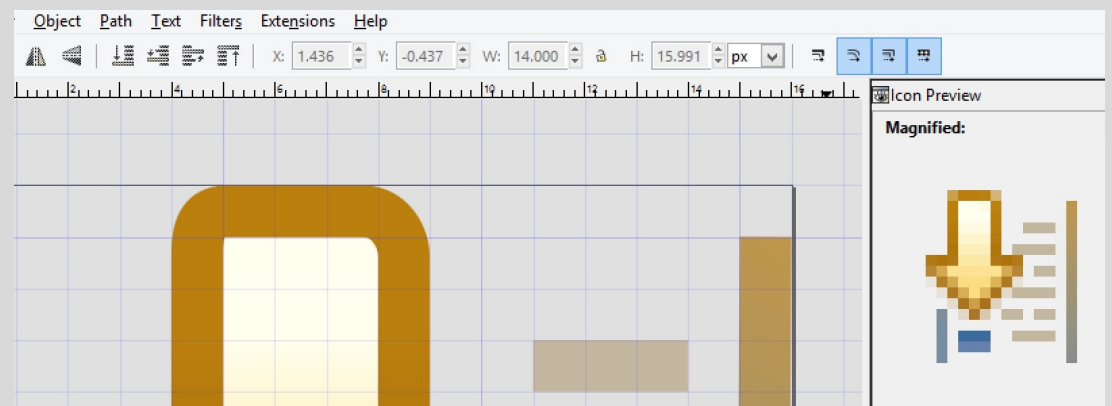 Object Path Text Filters Extensions Help
X: 1.436 Y: -0.437 W: 14.000 H: 15.991 px
2 4 6 8 10 12 14 16
Icon Preview
Magnified: